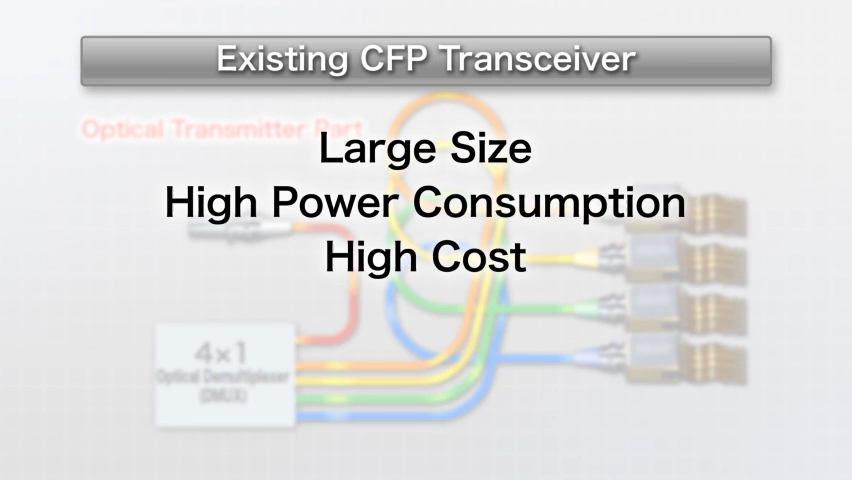 Existing CFP Transceiver
Optical Transmitter Part
Large Size
High Power Consumption
High Cost
4×1
Optical Demultiplexer
(DMUX)